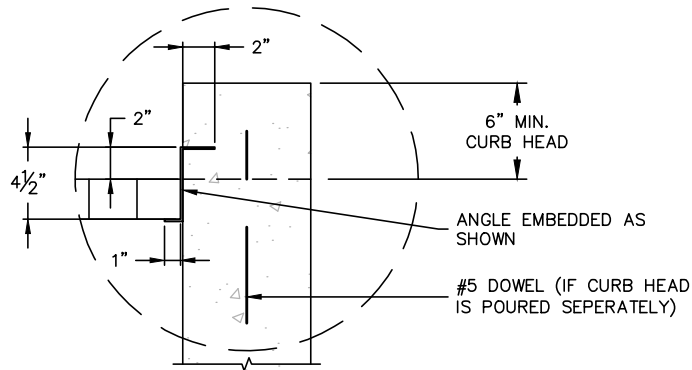 2”
2”
6” MIN.
CURB HEAD
4½”
ANGLE EMBEDDED AS
SHOWN
1”
#5 DOWEL (IF CURB HEAD
IS POURED SEPERATELY)